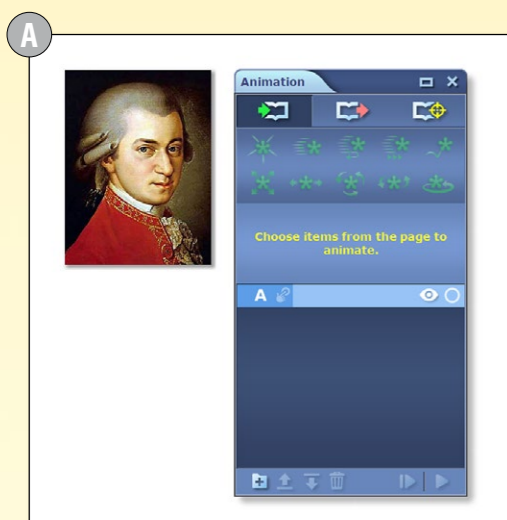 A
Animation
Choose items from the page to
animate.
A